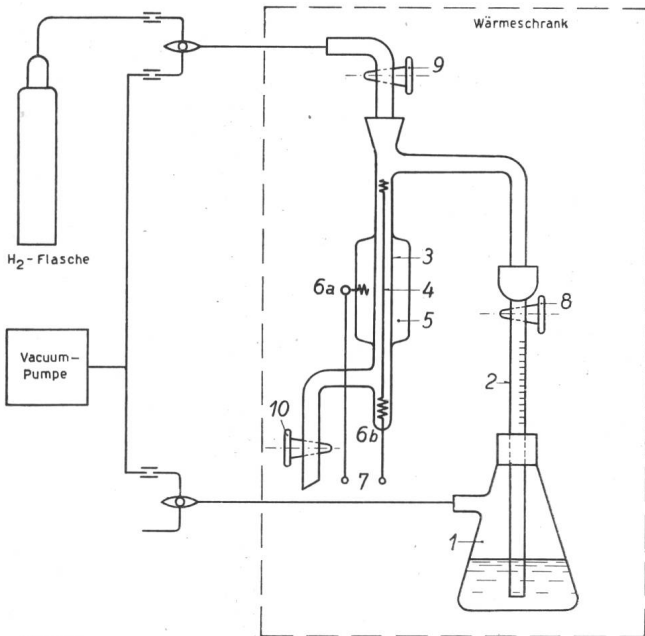 Wärmeschrank
9
H₂-Flasche
3
6a
4
5
8
Vacuum-
Pumpe
2
10
6b
7
1